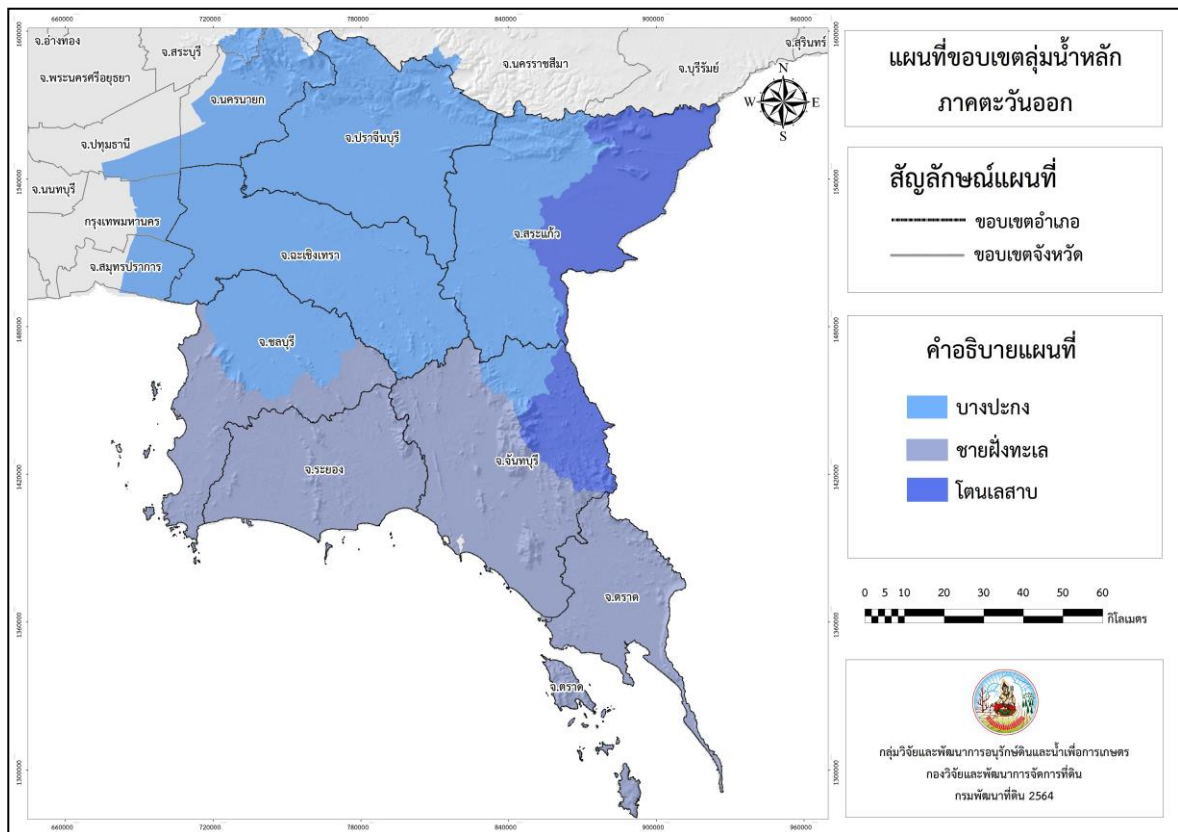 660000 720000 780000 840000 900000 960000
1600000
1540000
1480000
1420000
1360000
1300000
จ.อ่างทอง
จ.สระบุรี
จ.นครราชสีมา
จ.สุรินทร์
จ.พระนครศรีอยุธยา
จ.บุรีรัมย์
จ.นครนายก
จ.ปราจีนบุรี
จ.ปทุมธานี
จ.นนทบุรี
กรุงเทพมหานคร
จ.สระแก้ว
จ.ฉะเชิงเทรา
จ.สมุทรปราการ
จ.ชลบุรี
จ.ระยอง
จ.จันทบุรี
จ.ตราด
จ.ตราด
N
W E
S
660000 720000 780000 840000 900000 960000
แผนที่ขอบเขตลุ่มน้ำหลัก
ภาคตะวันออก
สัญลักษณ์แผนที่
ขอบเขตอำเภอ
ขอบเขตจังหวัด
คำอธิบายแผนที่
บางปะกง
ชายฝั่งทะเล
โตนเลสาบ
0 5 10 20 30 40 50 60
กิโลเมตร
กลุ่มวิจัยและพัฒนาการอนุรักษ์ดินและน้ำเพื่อการเกษตร
กองวิจัยและพัฒนาการจัดการที่ดิน
กรมพัฒนาที่ดิน 2564